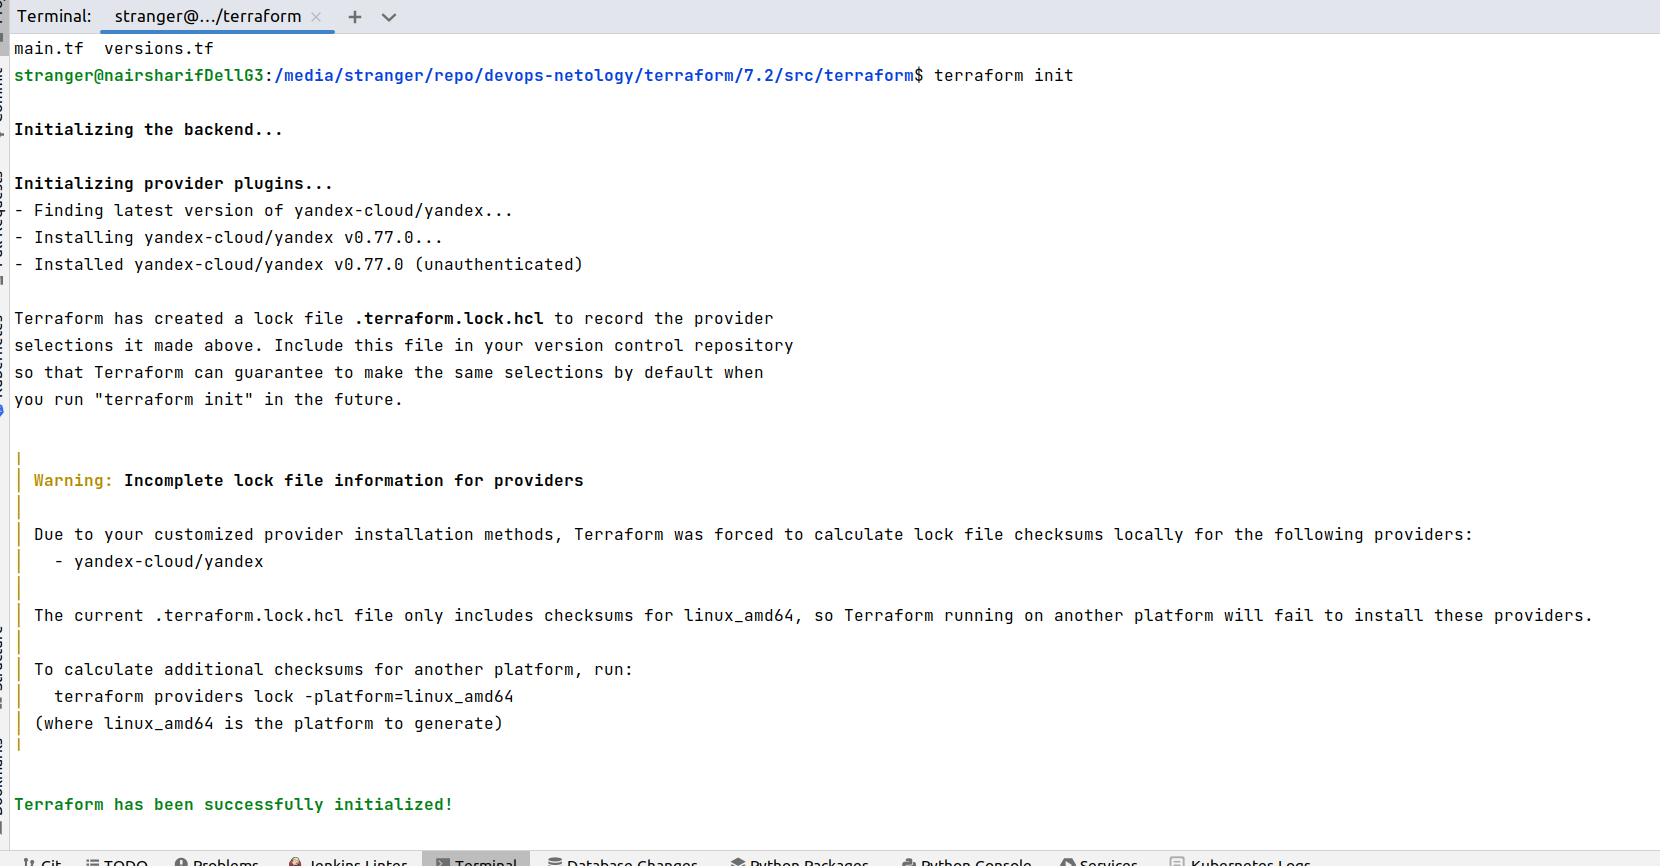 Terminal: stranger@.../terraform
main.tf  versions.tf
stranger@nairsharifDellG3:/media/stranger/repo/devops-netology/terraform/7.2/src/terraform$ terraform init
Initializing the backend...
Initializing provider plugins...
- Finding latest version of yandex-cloud/yandex...
- Installing yandex-cloud/yandex v0.77.0...
- Installed yandex-cloud/yandex v0.77.0 (unauthenticated)
Terraform has created a lock file .terraform.lock.hcl to record the provider
selections it made above. Include this file in your version control repository
so that Terraform can guarantee to make the same selections by default when
you run "terraform init" in the future.
Warning: Incomplete lock file information for providers
Due to your customized provider installation methods, Terraform was forced to calculate lock file checksums locally for the following providers:
- yandex-cloud/yandex
The current .terraform.lock.hcl file only includes checksums for linux_amd64, so Terraform running on another platform will fail to install these providers.
To calculate additional checksums for another platform, run:
terraform providers lock -platform=linux_amd64
(where linux_amd64 is the platform to generate)
Terraform has been successfully initialized!
Git TODO Problems Jenkins Linter Terminal Database Changes Python Packages Python Console Services Kubernetes Logs